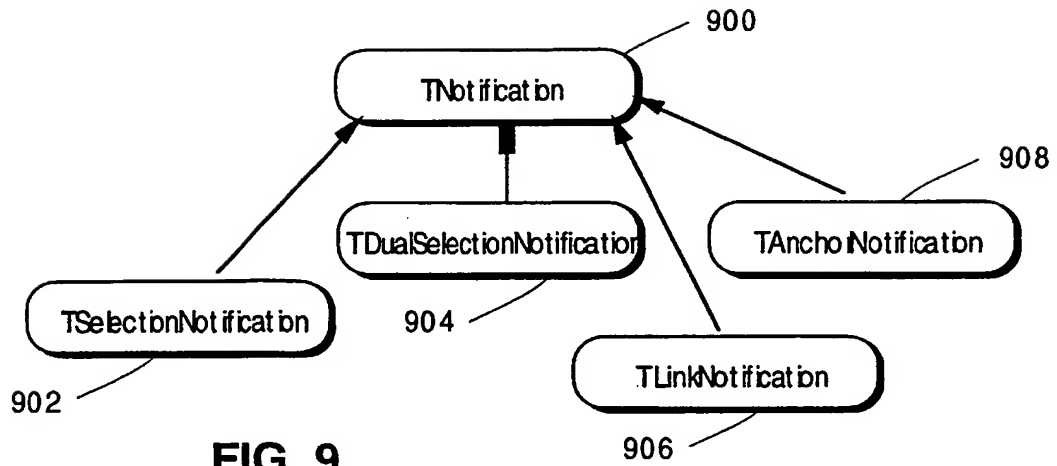 900
TNotification
908
TDualSelectionNotification
TAnchorNotification
TSelectionNotification
904
TLinkNotification
902
906
FIG. 9